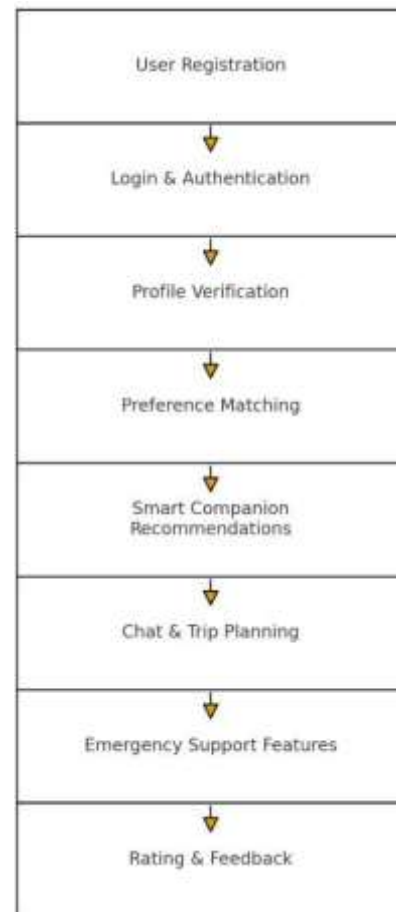 User Registration
Login & Authentication
Profile Verification
Preference Matching
Smart Companion
Recommendations
Chat & Trip Planning
Emergency Support Features
Rating & Feedback